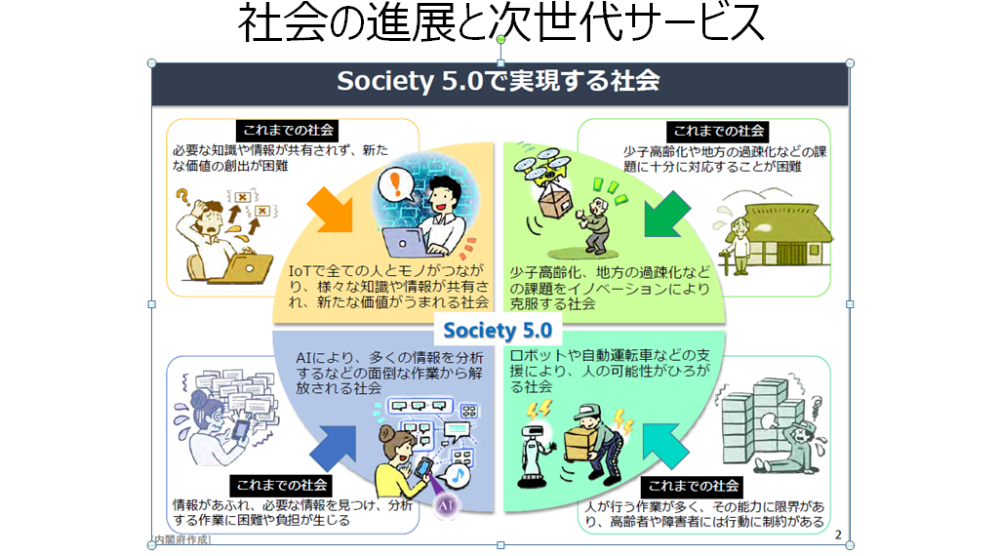 社会の進展と次世代サービス
Society 5.0で実現する社会
これまでの社会
必要な知識や情報が共有されず、新た
な価値の創出が困難
これまでの社会
少子高齢化や地方の過疎化などの課
題に十分に対応することが困難
IoTで全ての人とモノがつなが
り、様々な知識や情報が共有さ
れ、新たな価値がうまれる社会
少子高齢化、地方の過疎化など
の課題をイノベーションにより
克服する社会
Society 5.0
AIにより、多くの情報を分析
するなどの面倒な作業から解
放される社会
ロボットや自動運転車などの支
援により、人の可能性がひろが
る社会
AI
これまでの社会
情報があふれ、必要な情報を見つけ、分析
する作業に困難や負担が生じる
これまでの社会
人が行う作業が多く、その能力に限界があ
り、高齢者や障害者には行動に制約がある
内閣府作成]
2